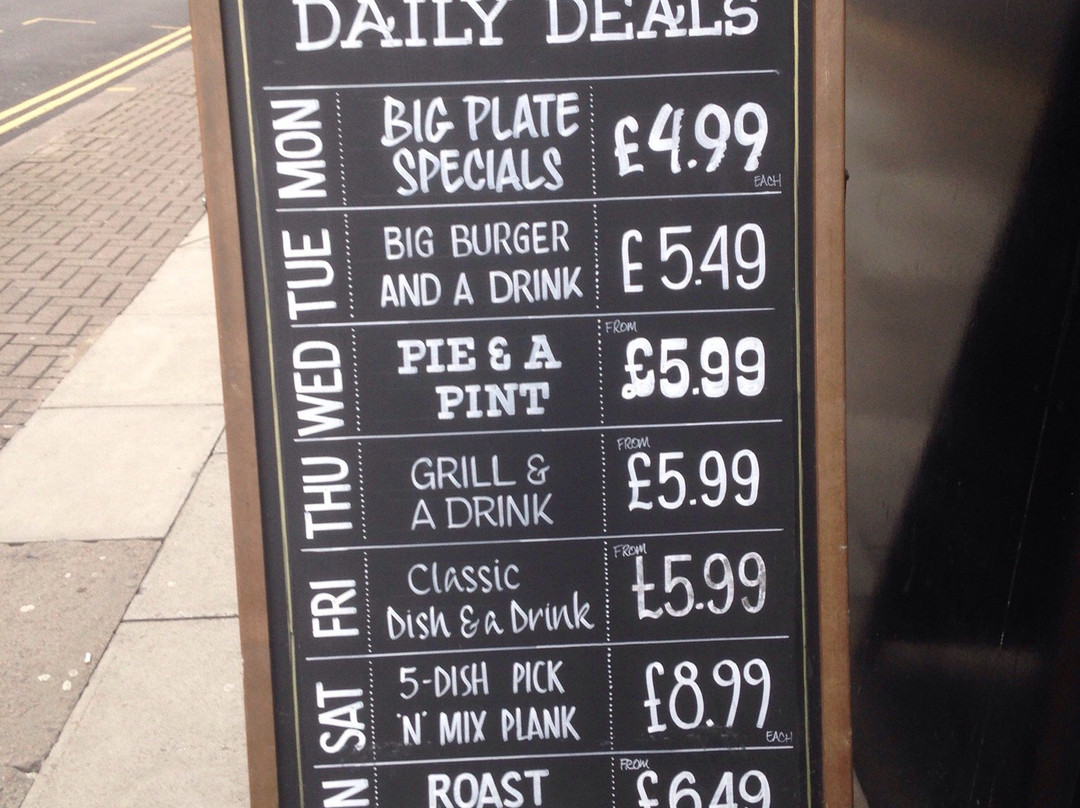 DAILY DEALS
MON
BIG PLATE
SPECIALS
£4.99
EACH
TUE
BIG BURGER
AND A DRINK
£5.49
WED
PIE & A
PINT
FROM
£5.99
THU
GRILL &
A DRINK
FROM
£5.99
FRI
Classic
Dish & a Drink
FROM
£5.99
SAT
5-DISH PICK
'N' MIX PLANK
£8.99
EACH
ROAST
FROM
£6.49